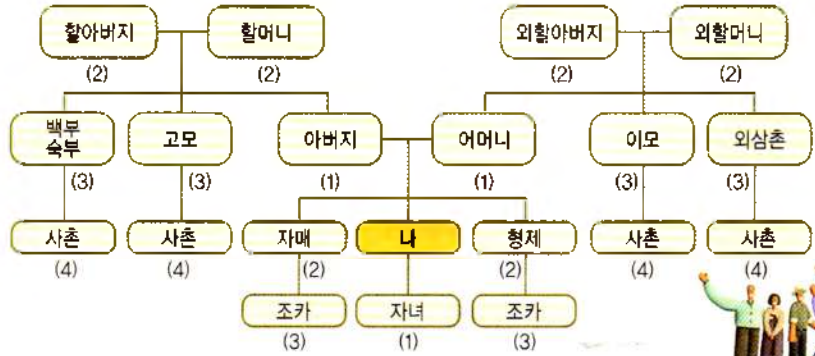 할아버지 할머니 외할아버지 외할머니
(2) (2) (2) (2)
백부
숙부 고모 아버지 어머니 이모 외삼촌
(3) (3) (1) (1) (3) (3)
사촌 사촌 자매 나 형제 사촌 사촌
(4) (4) (2) (2) (4) (4)
조카 자녀 조카
(3) (1) (3)